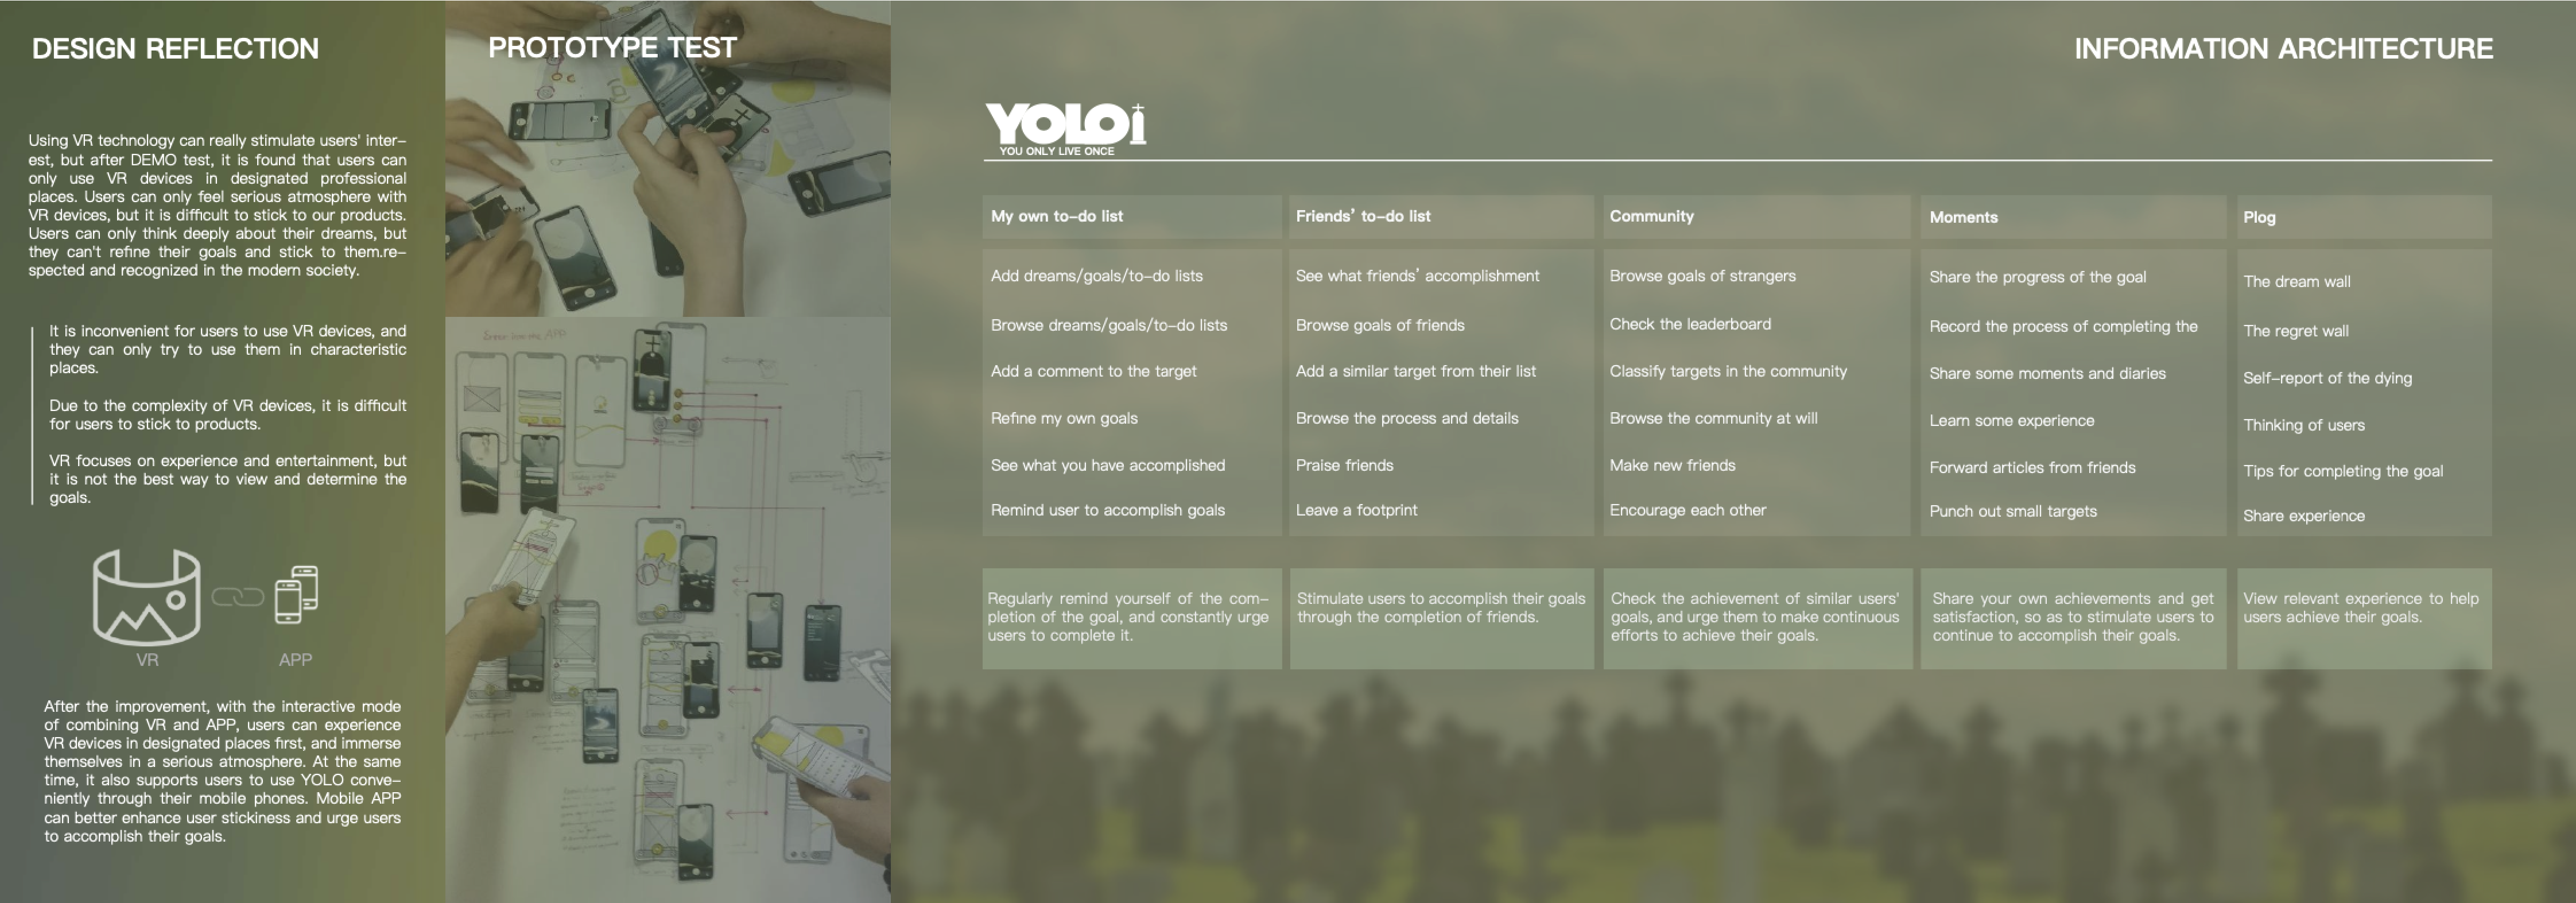 DESIGN REFLECTION
Using VR technology can really stimulate users' inter–
est, but after DEMO test, it is found that users can
only use VR devices in designated professional
places. Users can only feel serious atmosphere with
VR devices, but it is difficult to stick to our products.
Users can only think deeply about their dreams, but
they can't refine their goals and stick to them.re–
spected and recognized in the modern society.
It is inconvenient for users to use VR devices, and
they can only try to use them in characteristic
places.
Due to the complexity of VR devices, it is difficult
for users to stick to products.
VR focuses on experience and entertainment, but
it is not the best way to view and determine the
goals.
VR
APP
After the improvement, with the interactive mode
of combining VR and APP, users can experience
VR devices in designated places first, and immerse
themselves in a serious atmosphere. At the same
time, it also supports users to use YOLO conve–
niently through their mobile phones. Mobile APP
can better enhance user stickiness and urge users
to accomplish their goals.
PROTOTYPE TEST
INFORMATION ARCHITECTURE
YOLO
YOU ONLY LIVE ONCE
My own to–do list
Add dreams/goals/to–do lists
Browse dreams/goals/to–do lists
Add a comment to the target
Refine my own goals
See what you have accomplished
Remind user to accomplish goals
Regularly remind yourself of the com–
pletion of the goal, and constantly urge
users to complete it.
Friends’ to–do list
See what friends’ accomplishment
Browse goals of friends
Add a similar target from their list
Browse the process and details
Praise friends
Leave a footprint
Stimulate users to accomplish their goals
through the completion of friends.
Community
Browse goals of strangers
Check the leaderboard
Classify targets in the community
Browse the community at will
Make new friends
Encourage each other
Check the achievement of similar users'
goals, and urge them to make continuous
efforts to achieve their goals.
Moments
Share the progress of the goal
Record the process of completing the
Share some moments and diaries
Learn some experience
Forward articles from friends
Punch out small targets
Share your own achievements and get
satisfaction, so as to stimulate users to
continue to accomplish their goals.
Plog
The dream wall
The regret wall
Self–report of the dying
Thinking of users
Tips for completing the goal
Share experience
View relevant experience to help
users achieve their goals.